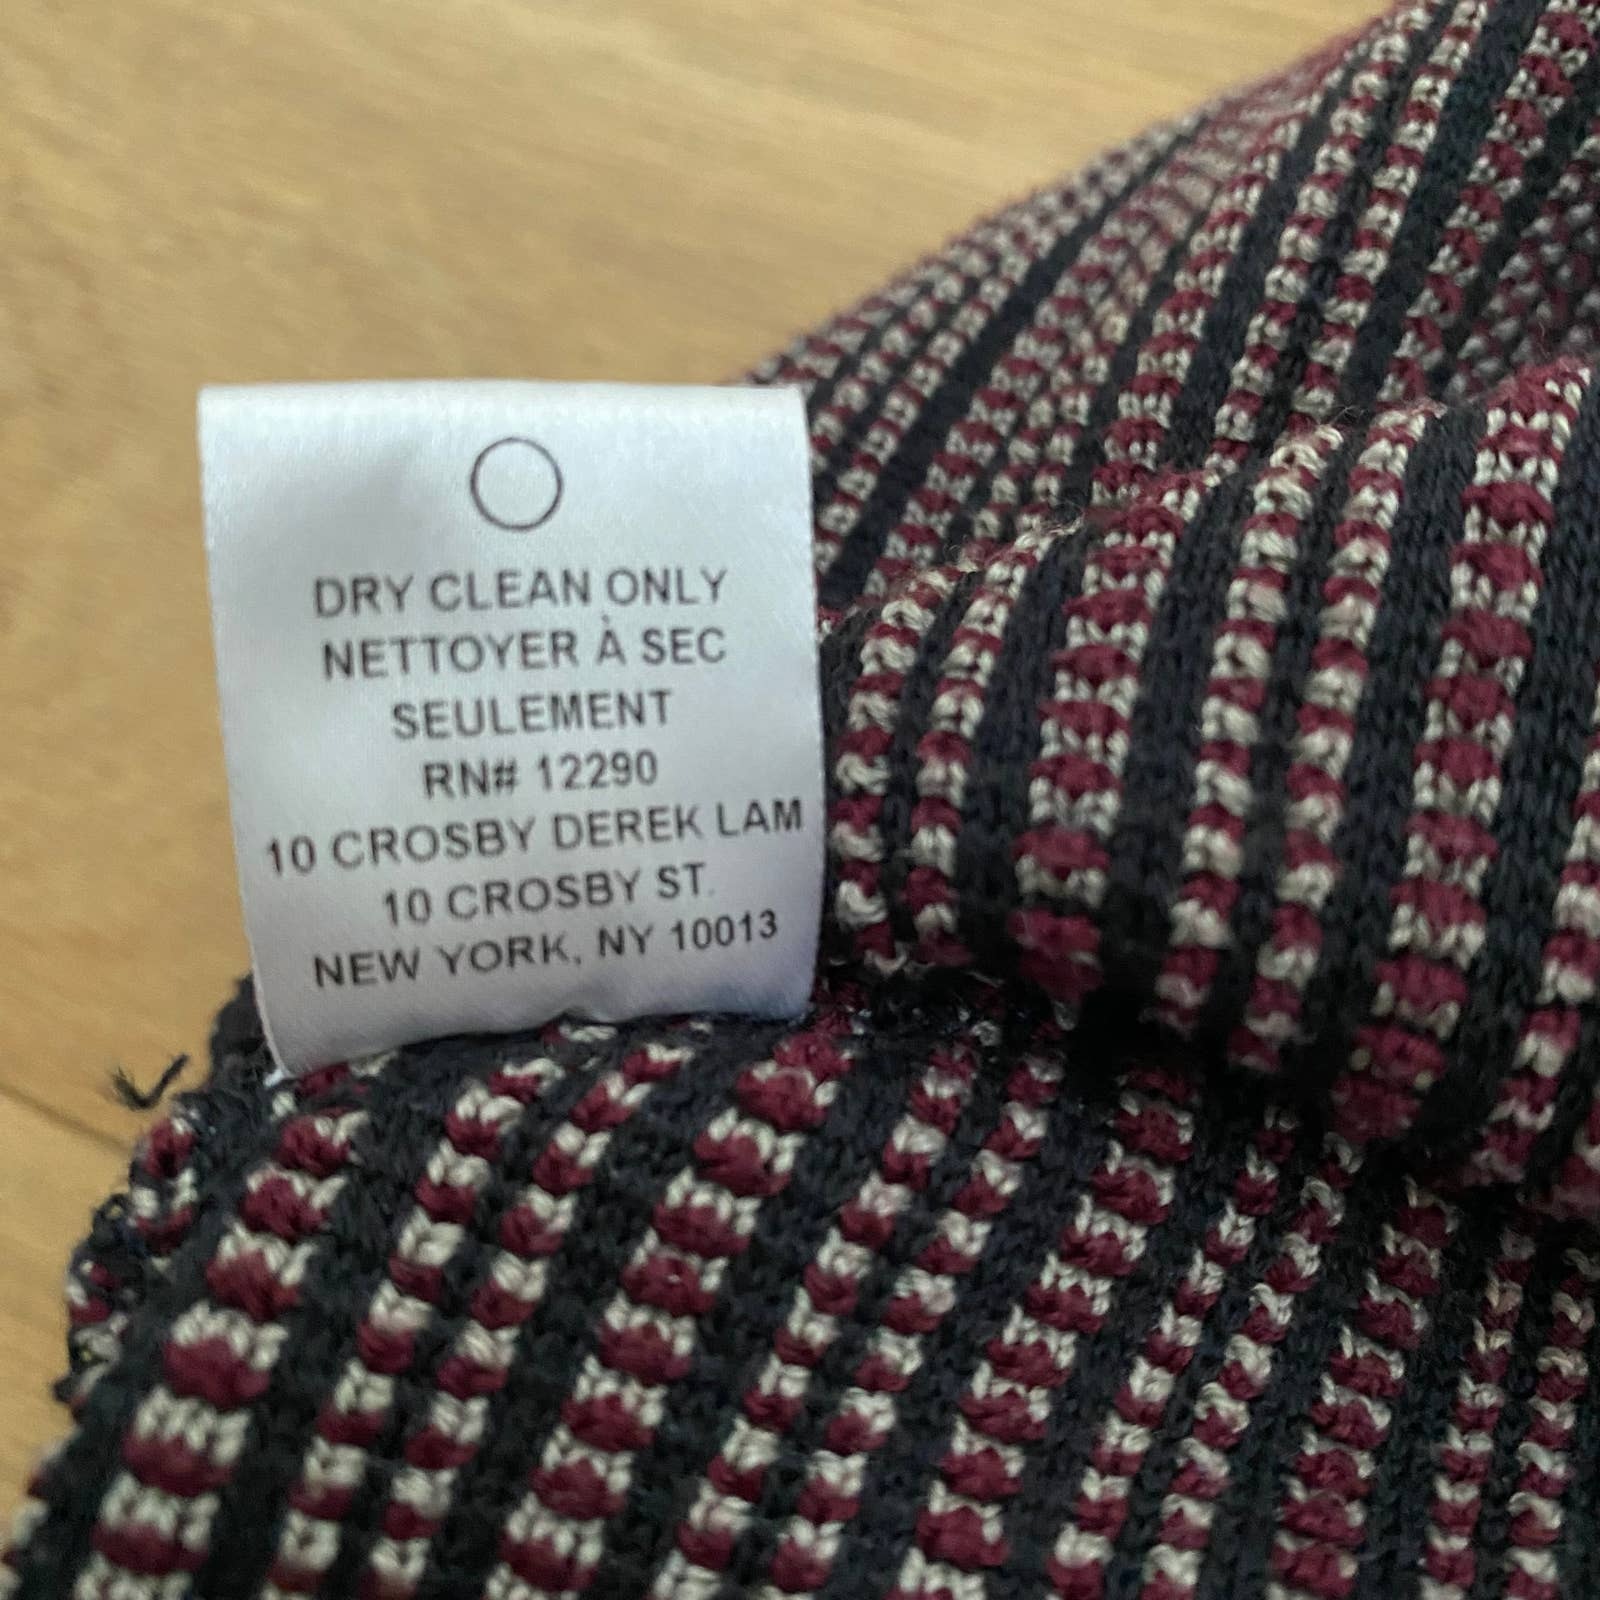 DRY CLEAN ONLY
NETTOYER À SEC
SEULEMENT
RN# 12290
10 CROSBY DEREK LAM
10 CROSBY ST.
NEW YORK, NY 10013